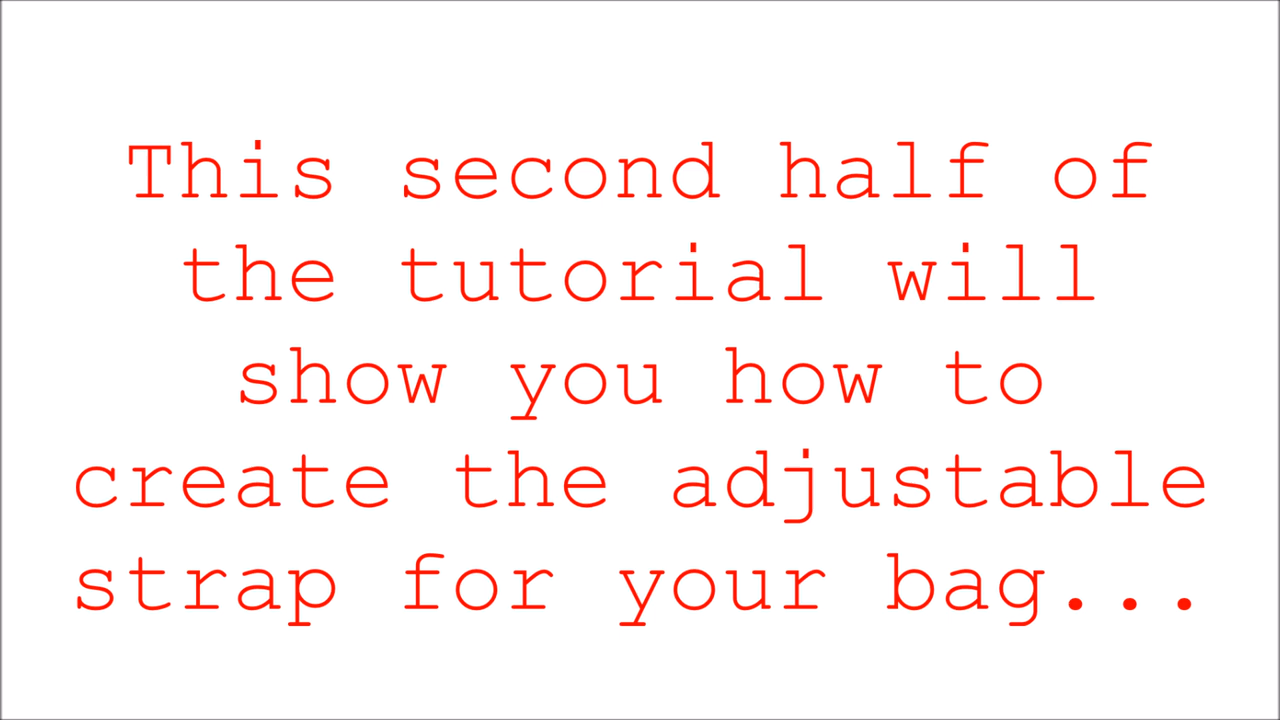 This second half of
the tutorial will
show you how to
create the adjustable
strap for your bag...